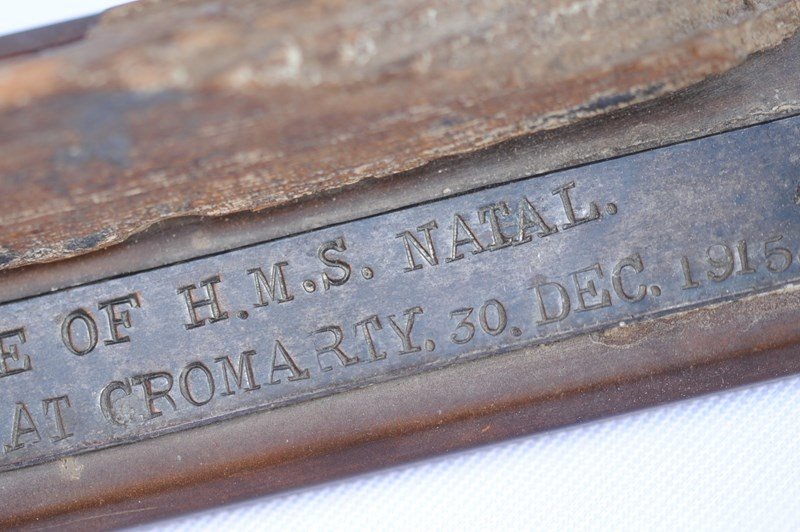 OF H.M.S. NATAL.
AT CROMARTY. 30. DEC. 1915.